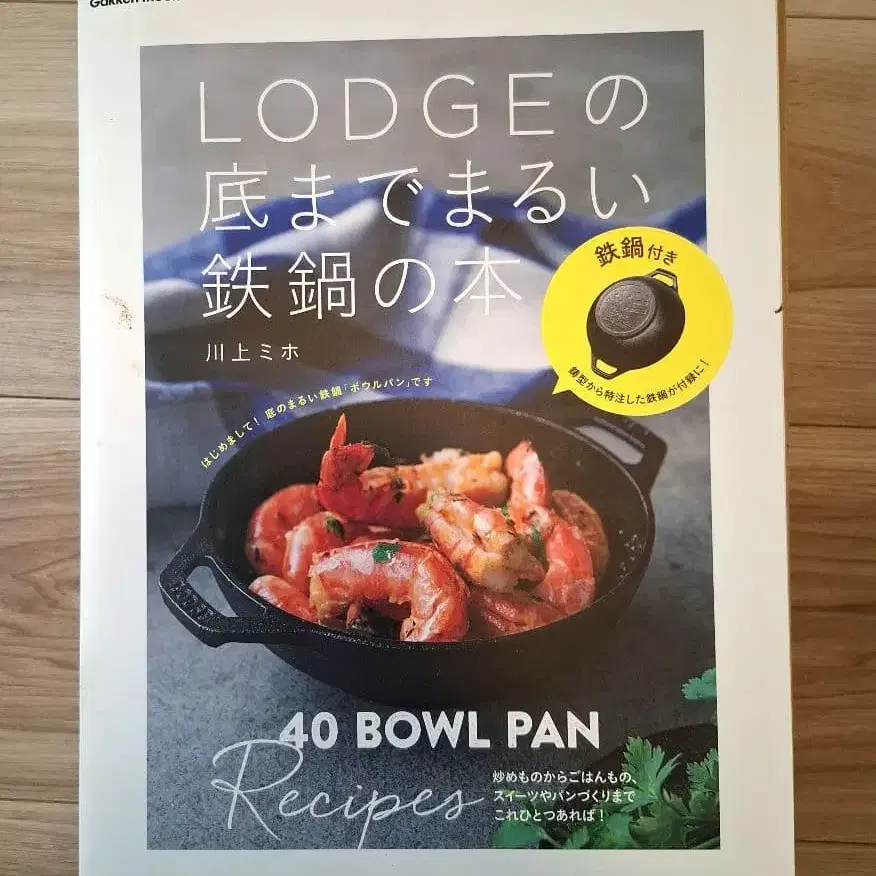 Gakken
LODGEの
底までまるい
鉄鍋の本
川上ミホ
鉄鍋付き
鋳型から特注した鉄鍋が付録に！
はじめまして！ 底のまるい鉄鍋「ボウルパン」です
40 BOWL PAN
Recipes
炒めものからごはんもの、
スイーツやパンづくりまで
これひとつあれば！